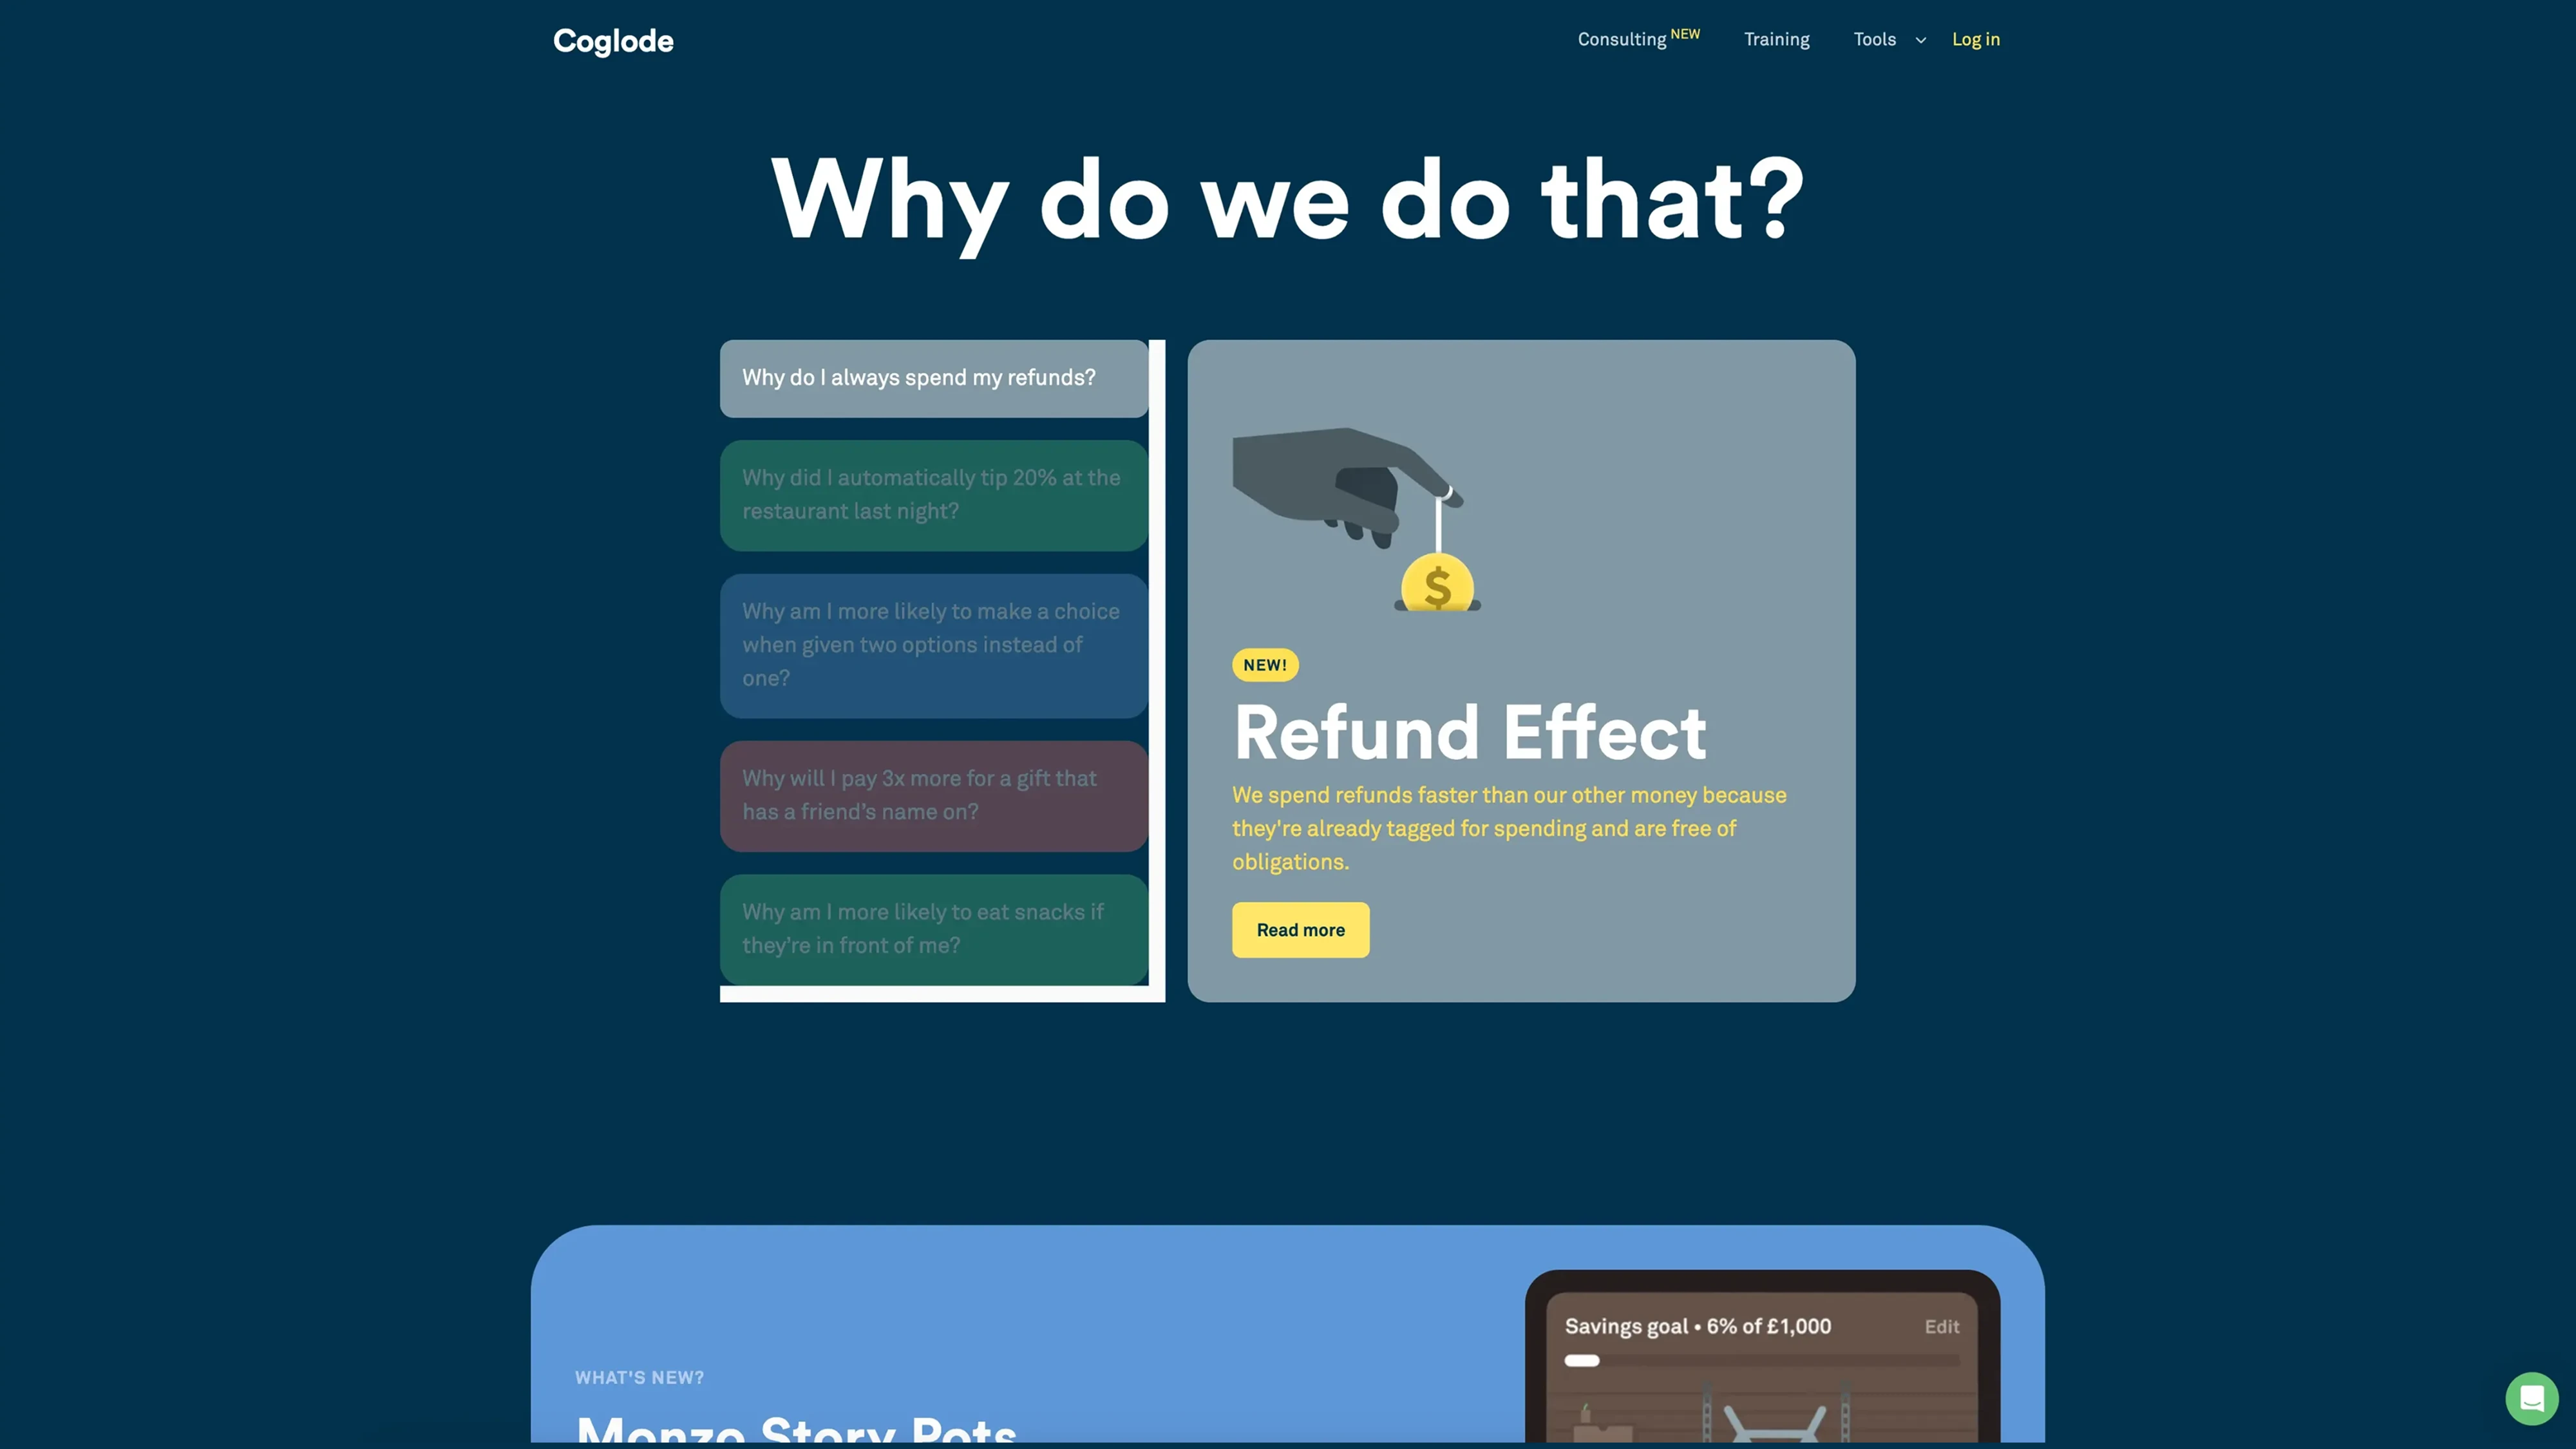 Coglode
Consulting NEW
Training
Tools
Log in
Why do we do that?
Why do I always spend my refunds?
Why did I automatically tip 20% at the
restaurant last night?
Why am I more likely to make a choice
when given two options instead of
one?
Why will I pay 3x more for a gift that
has a friend’s name on?
Why am I more likely to eat snacks if
they’re in front of me?
$
NEW!
Refund Effect
We spend refunds faster than our other money because
they're already tagged for spending and are free of
obligations.
Read more
WHAT'S NEW?
Monzo Story Pots
Savings goal • 6% of £1,000
Edit